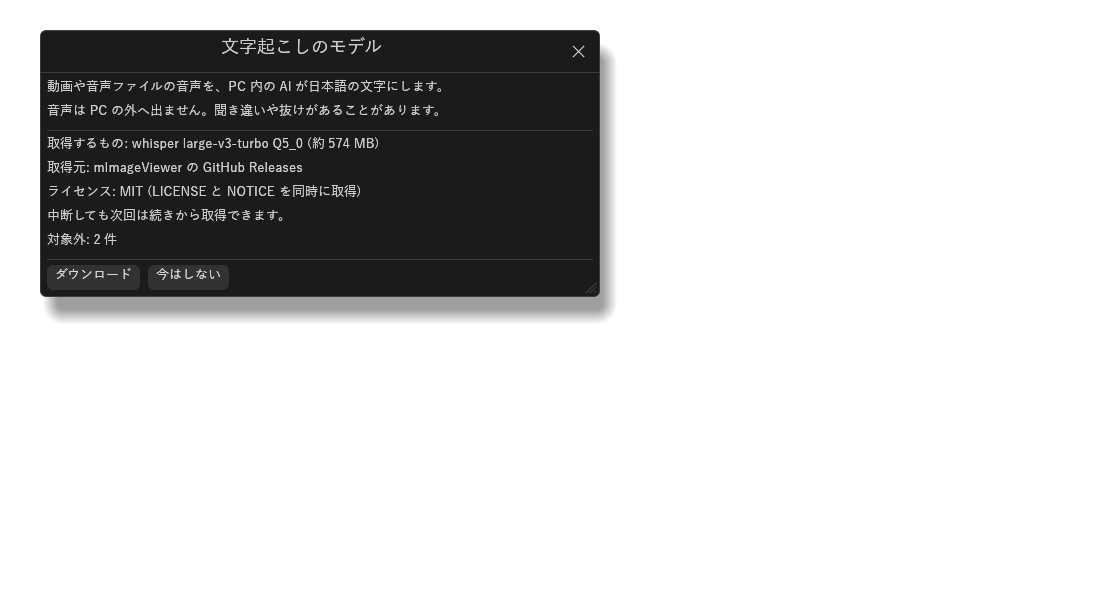 文字起こしのモデル
動画や音声ファイルの音声を、PC 内の AI が日本語の文字にします。
音声は PC の外へ出ません。聞き違いや抜けがあることがあります。
取得するもの: whisper large-v3-turbo Q5_0 (約 574 MB)
取得元: mImageViewer の GitHub Releases
ライセンス: MIT (LICENSE と NOTICE を同時に取得)
中断しても次回は続きから取得できます。
対象外: 2 件
ダウンロード 今はしない